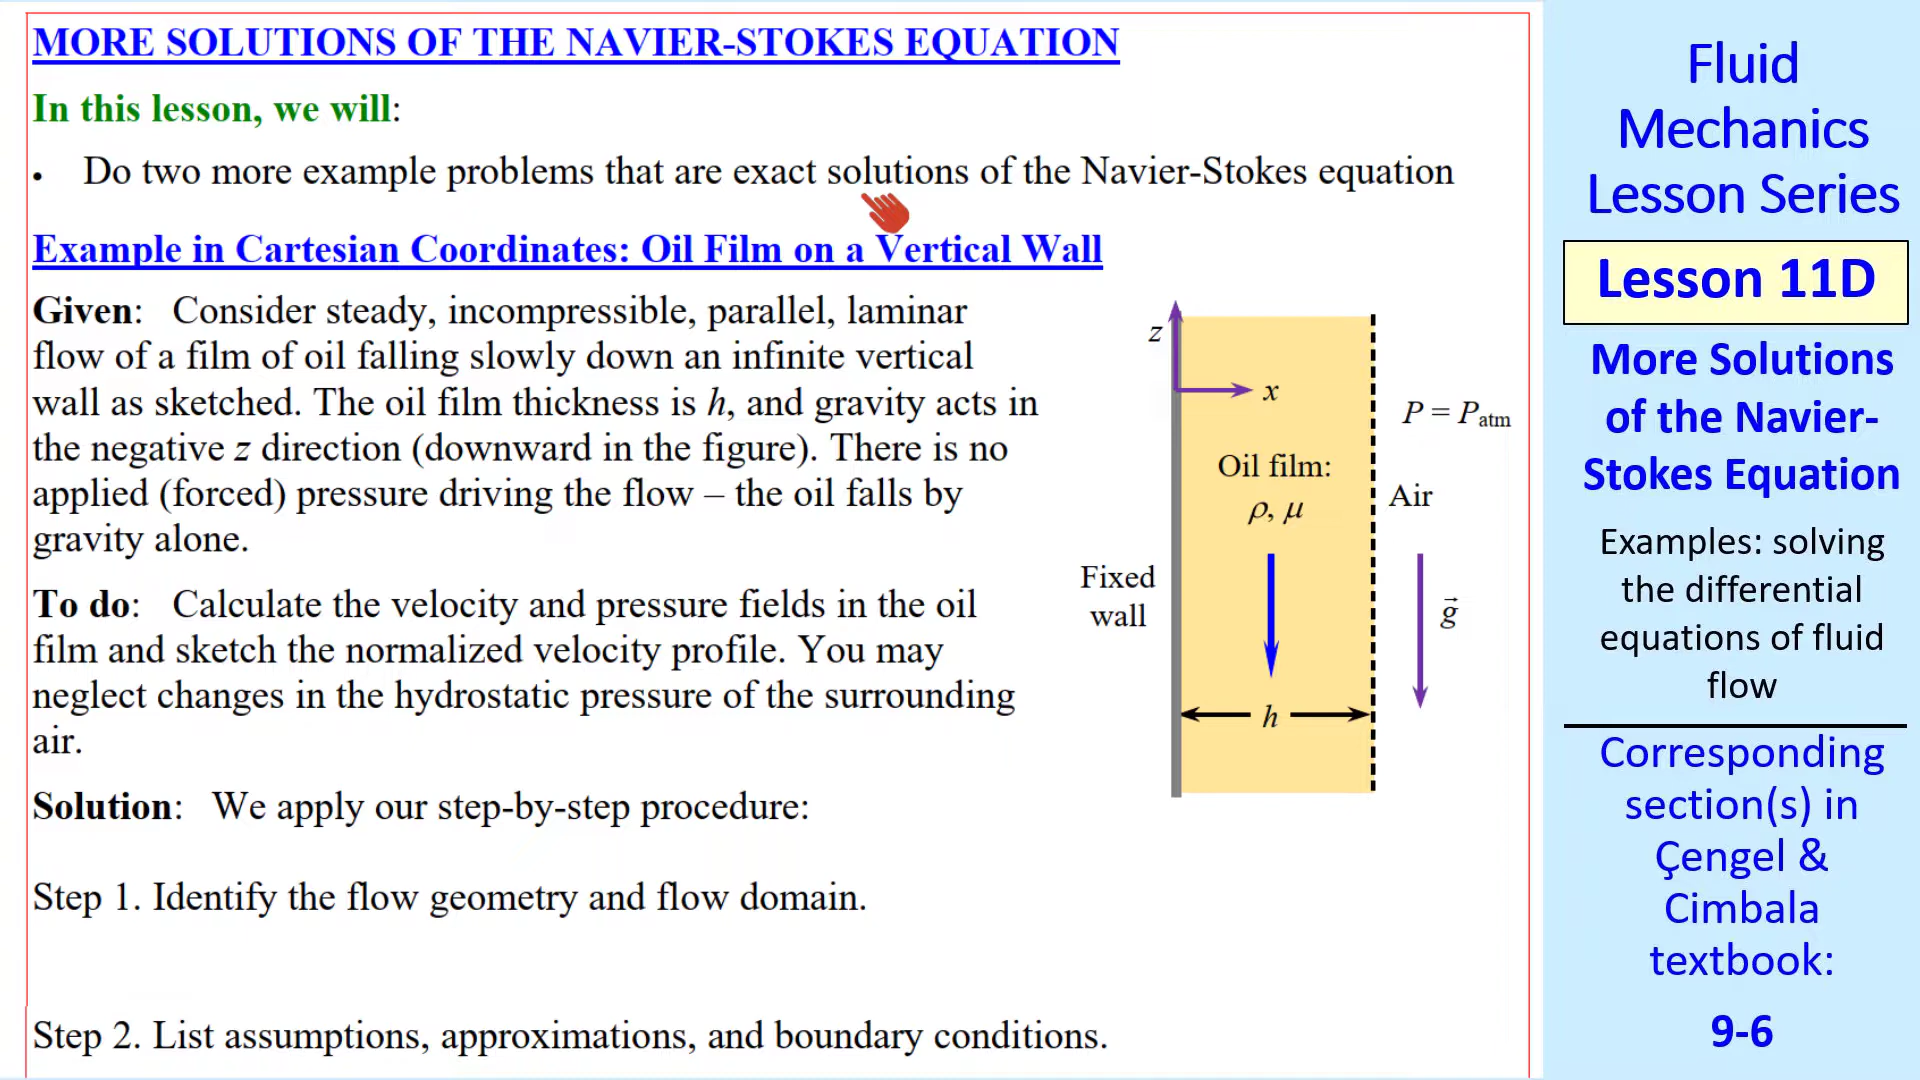 MORE SOLUTIONS OF THE NAVIER-STOKES EQUATION
In this lesson, we will:
• Do two more example problems that are exact solutions of the Navier-Stokes equation
Example in Cartesian Coordinates: Oil Film on a Vertical Wall
Given: Consider steady, incompressible, parallel, laminar
flow of a film of oil falling slowly down an infinite vertical
wall as sketched. The oil film thickness is h, and gravity acts in
the negative z direction (downward in the figure). There is no
applied (forced) pressure driving the flow – the oil falls by
gravity alone.
To do: Calculate the velocity and pressure fields in the oil
film and sketch the normalized velocity profile. You may
neglect changes in the hydrostatic pressure of the surrounding
air.
Solution: We apply our step-by-step procedure:
Step 1. Identify the flow geometry and flow domain.
Step 2. List assumptions, approximations, and boundary conditions.
z
x
P = Patm
Oil film:
ρ, μ
Air
Fixed
wall
g⃗
h
Fluid
Mechanics
Lesson Series
Lesson 11D
More Solutions
of the Navier-
Stokes Equation
Examples: solving
the differential
equations of fluid
flow
Corresponding
section(s) in
Çengel &
Cimbala
textbook:
9-6